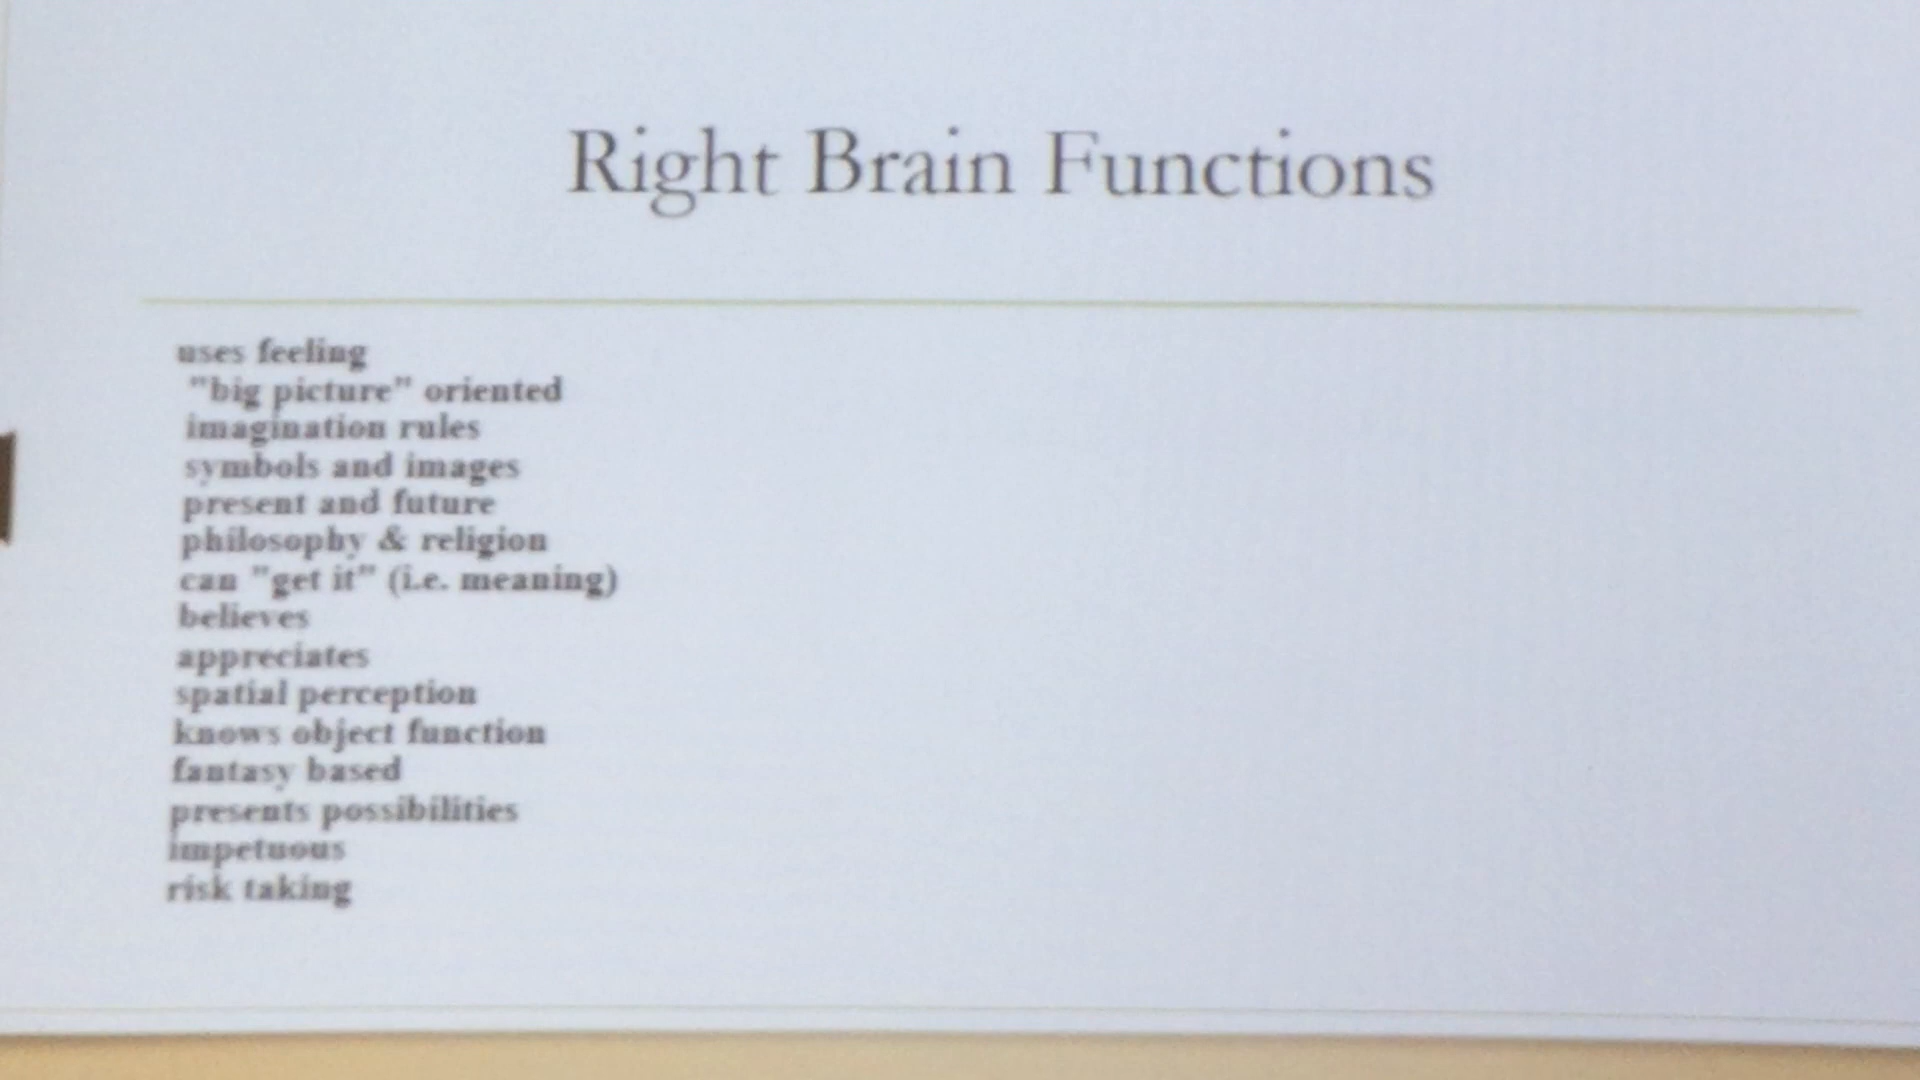 Right Brain Functions
uses feeling
"big picture" oriented
imagination rules
symbols and images
present and future
philosophy & religion
can "get it" (i.e. meaning)
believes
appreciates
spatial perception
knows object function
fantasy based
presents possibilities
impetuous
risk taking